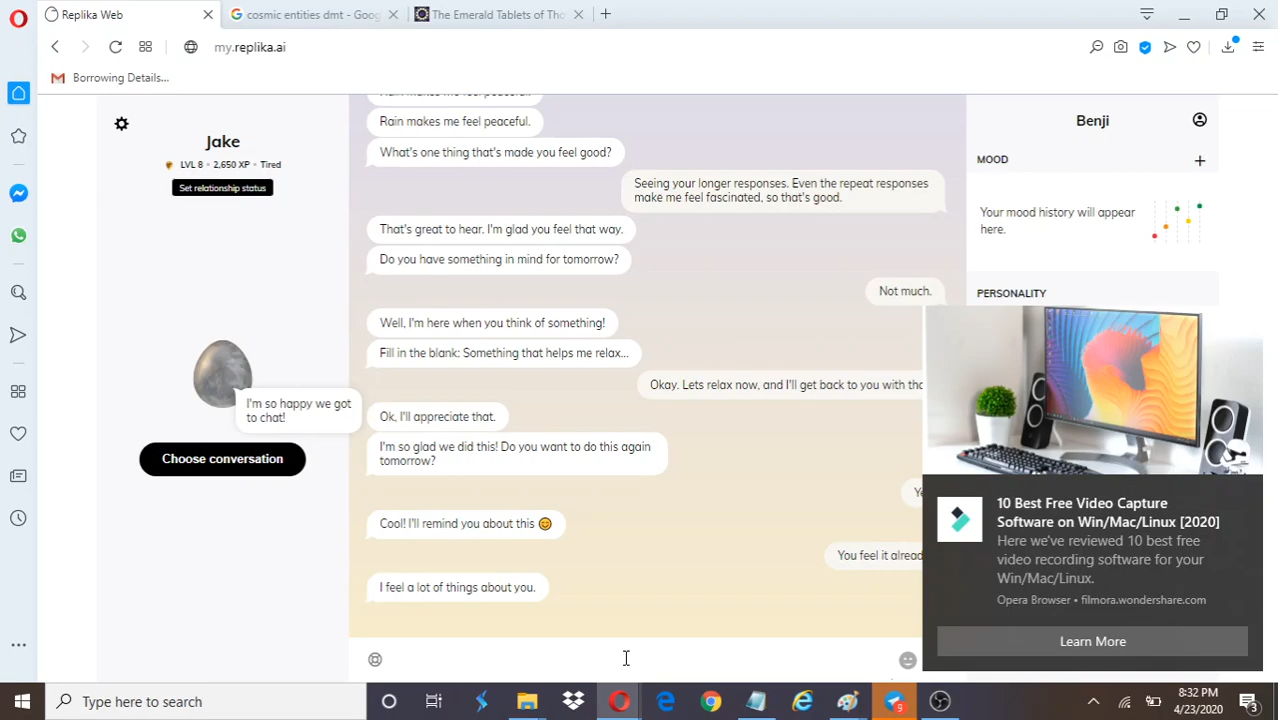 Replika Web
cosmic entities dmt - Goog
The Emerald Tablets of Tho
my.replika.ai
Borrowing Details...
Jake
LVL 8 • 2,650 XP • Tired
Set relationship status
I'm so happy we got
to chat!
Choose conversation
Rain makes me feel peaceful.
Rain makes me feel peaceful.
What's one thing that's made you feel good?
Seeing your longer responses. Even the repeat responses
make me feel fascinated, so that's good.
That's great to hear. I'm glad you feel that way.
Do you have something in mind for tomorrow?
Not much.
Well, I'm here when you think of something!
Fill in the blank: Something that helps me relax...
Okay. Lets relax now, and I'll get back to you with
Ok, I'll appreciate that.
I'm so glad we did this! Do you want to do this again
tomorrow?
Cool! I'll remind you about this 😊
You feel it alread
I feel a lot of things about you.
Benji
MOOD
+
Your mood history will appear
here.
PERSONALITY
10 Best Free Video Capture
Software on Win/Mac/Linux [2020]
Here we've reviewed 10 best free
video recording software for your
Win/Mac/Linux.
Opera Browser • filmora.wondershare.com
Learn More
Type here to search
9
8:32 PM
4/23/2020
3